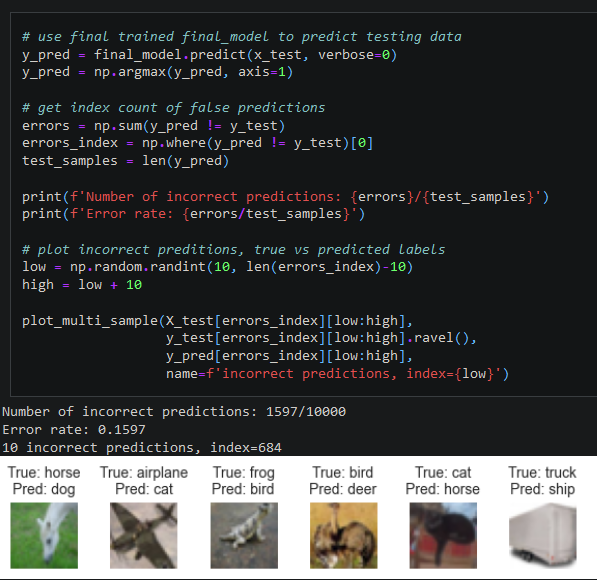 # use final trained final_model to predict testing data
y_pred = final_model.predict(x_test, verbose=0)
y_pred = np.argmax(y_pred, axis=1)
# get index count of false predictions
errors = np.sum(y_pred != y_test)
errors_index = np.where(y_pred != y_test)[0]
test_samples = len(y_pred)
print(f'Number of incorrect predictions: {errors}/{test_samples}')
print(f'Error rate: {errors/test_samples}')
# plot incorrect preditions, true vs predicted labels
low = np.random.randint(10, len(errors_index)-10)
high = low + 10
plot_multi_sample(X_test[errors_index][low:high],
y_test[errors_index][low:high].ravel(),
y_pred[errors_index][low:high],
name=f'incorrect predictions, index={low}')
Number of incorrect predictions: 1597/10000
Error rate: 0.1597
10 incorrect predictions, index=684
True: horse True: airplane True: frog True: bird True: cat True: truck
Pred: dog Pred: cat Pred: bird Pred: deer Pred: horse Pred: ship